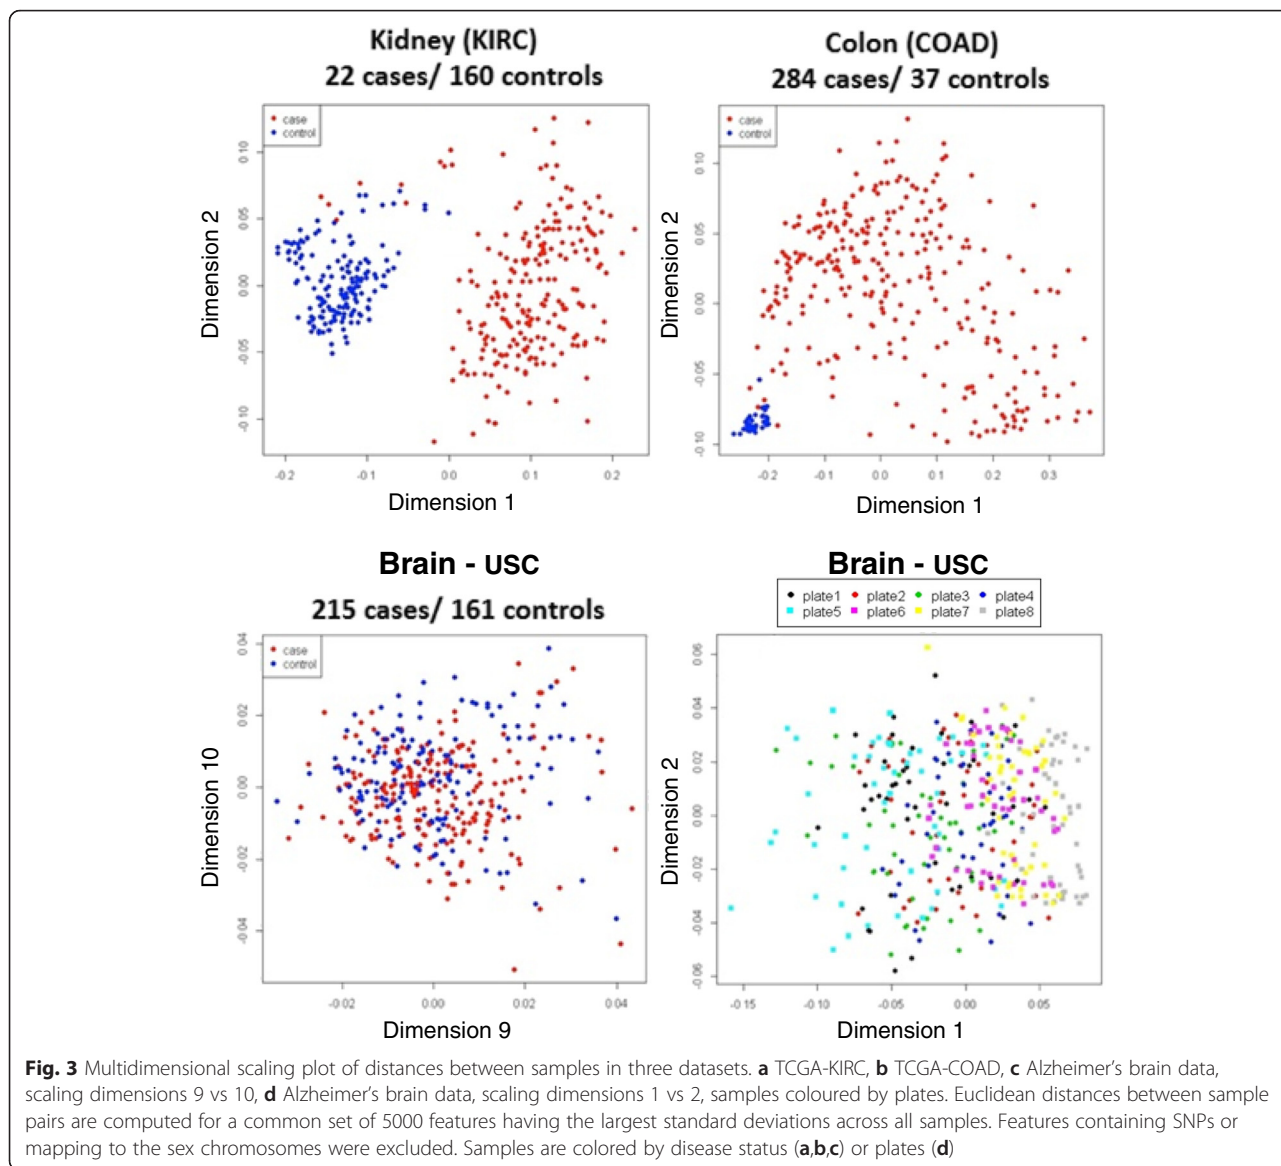 Kidney (KIRC)
22 cases/ 160 controls
case
control
0.10
0.05
0.00
-0.05
-0.10
Dimension 2
-0.2
-0.1
0.0
0.1
0.2
Dimension 1
Colon (COAD)
284 cases/ 37 controls
case
control
0.10
0.05
0.00
-0.05
-0.10
Dimension 2
-0.2
-0.1
0.0
0.1
0.2
0.3
Dimension 1
Brain - USC
215 cases/ 161 controls
case
control
0.04
0.02
0.00
-0.02
-0.04
Dimension 10
-0.02
0.00
0.02
0.04
Dimension 9
Brain - USC
plate1 plate2 plate3 plate4
plate5 plate6 plate7 plate8
0.06
0.04
0.02
0.00
-0.02
-0.04
-0.06
Dimension 2
-0.15
-0.10
-0.05
0.00
0.05
Dimension 1
Fig. 3 Multidimensional scaling plot of distances between samples in three datasets. a TCGA-KIRC, b TCGA-COAD, c Alzheimer's brain data,
scaling dimensions 9 vs 10, d Alzheimer's brain data, scaling dimensions 1 vs 2, samples coloured by plates. Euclidean distances between sample
pairs are computed for a common set of 5000 features having the largest standard deviations across all samples. Features containing SNPs or
mapping to the sex chromosomes were excluded. Samples are colored by disease status (a,b,c) or plates (d)